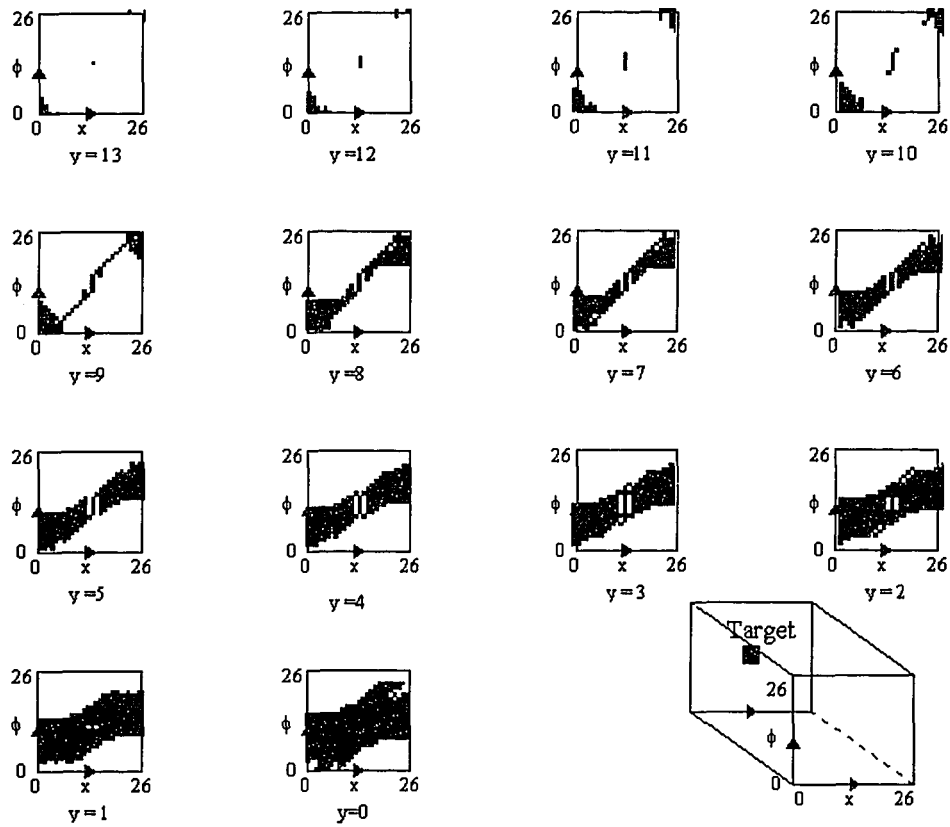 26 26 26 26
ϕ ϕ ϕ ϕ
0 0 0 0
0 x 26 0 x 26 0 x 26 0 x 26
y =13 y =12 y =11 y =10
26 26 26 26
ϕ ϕ ϕ ϕ
0 0 0 0
0 x 26 0 x 26 0 x 26 0 x 26
y=9 y=8 y=7 y=6
26 26 26 26
ϕ ϕ ϕ ϕ
0 0 0 0
0 x 26 0 x 26 0 x 26 0 x 26
y=5 y=4 y=3 y=2
Target
26
ϕ
0
0 x 26
26 26
ϕ ϕ
0 0
0 x 26 0 x 26
y=1 y=0